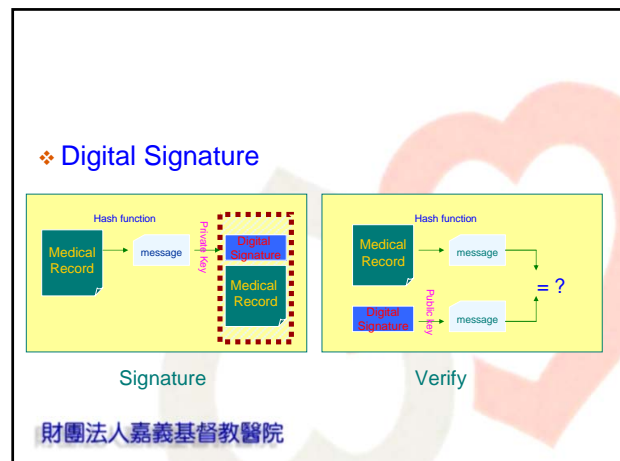 ❖ Digital Signature
Hash function
Medical
Record
message
Private Key
Digital
Signature
Medical
Record
Signature
Hash function
Medical
Record
message
Digital
Signature
Public key
message
= ?
Verify
財團法人嘉義基督教醫院